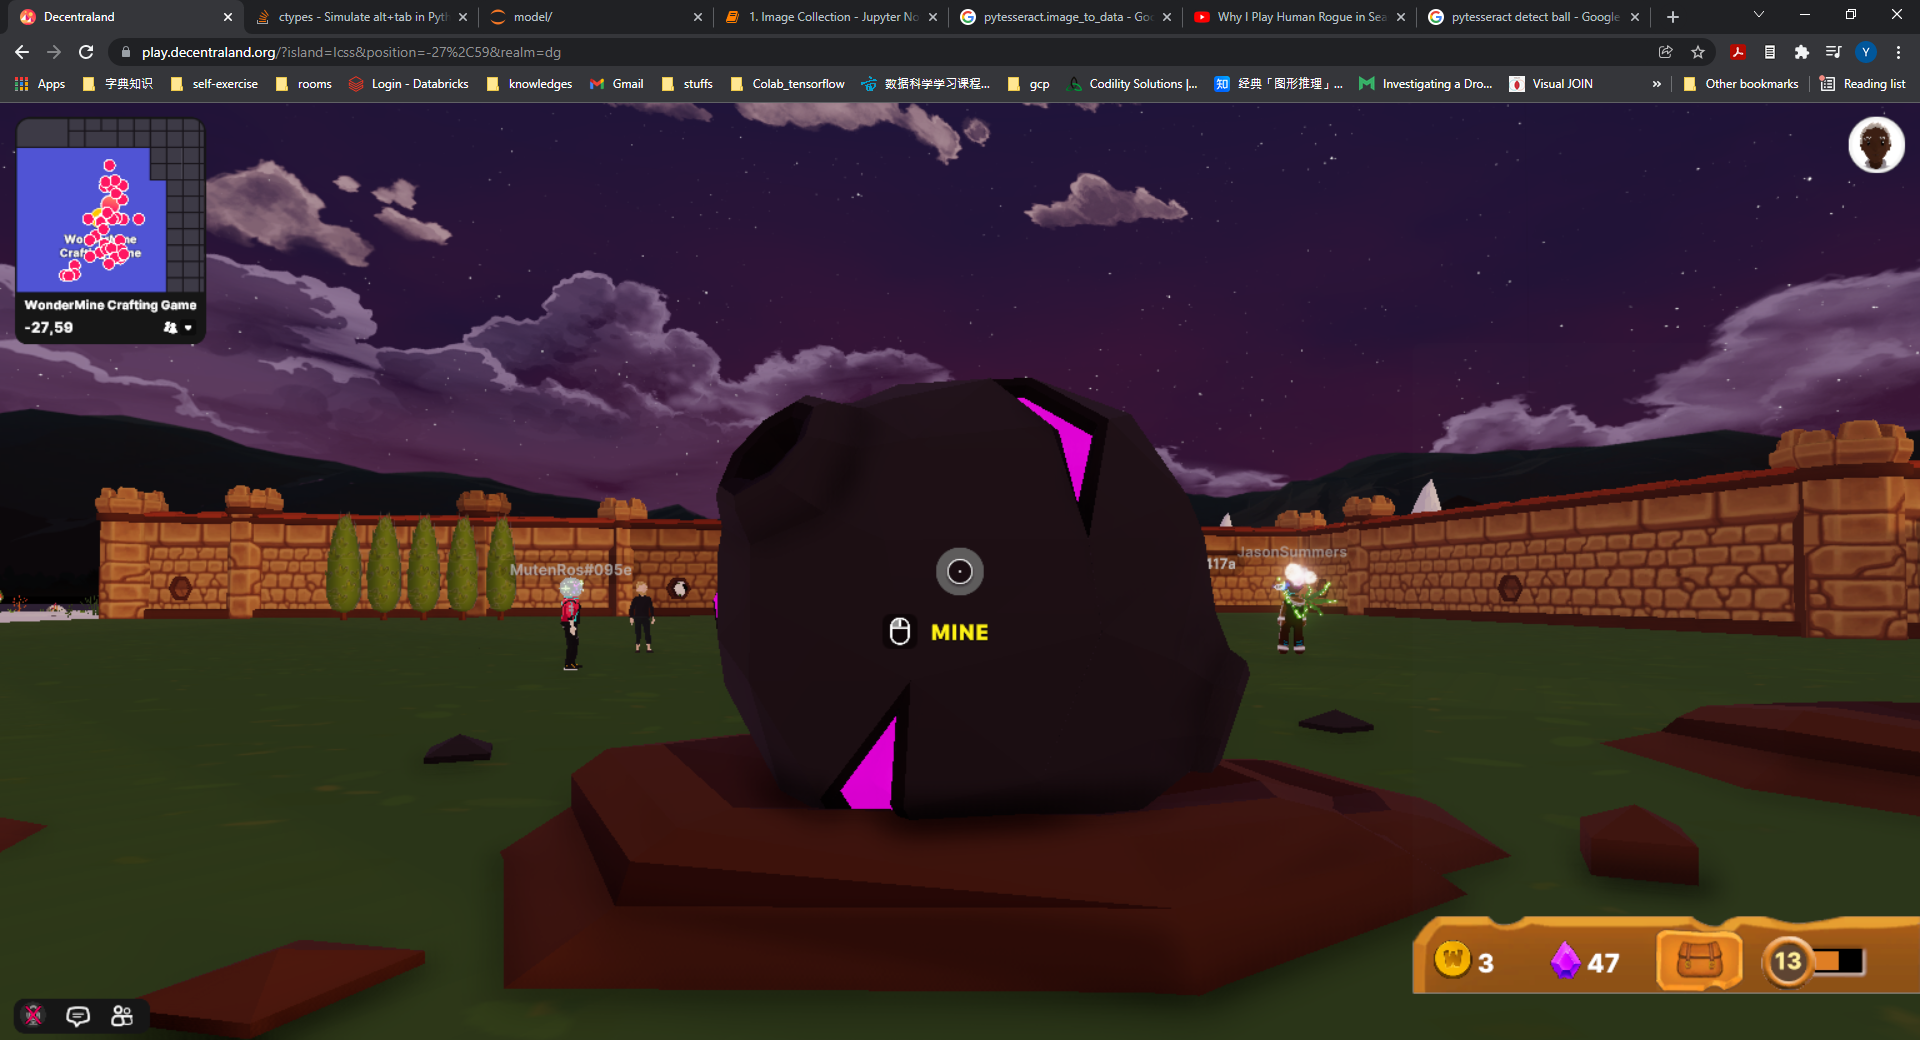 Decentraland
ctypes - Simulate alt+tab in Pyth
model/
1. Image Collection - Jupyter No
pytesseract.image_to_data - Goo
Why I Play Human Rogue in Sea
pytesseract detect ball - Google
play.decentraland.org/?island=Icss&position=-27%2C59&realm=dg
Y
Apps
字典知识
self-exercise
rooms
Login - Databricks
knowledges
Gmail
stuffs
Colab_tensorflow
数据科学学习课程...
gcp
Codility Solutions |...
知 经典「图形推理」...
Investigating a Dro...
Visual JOIN
»
Other bookmarks
Reading list
WonderMine Crafting Game
-27,59
MutenRos#095e
417a
JasonSummers
MINE
W 3
47
13